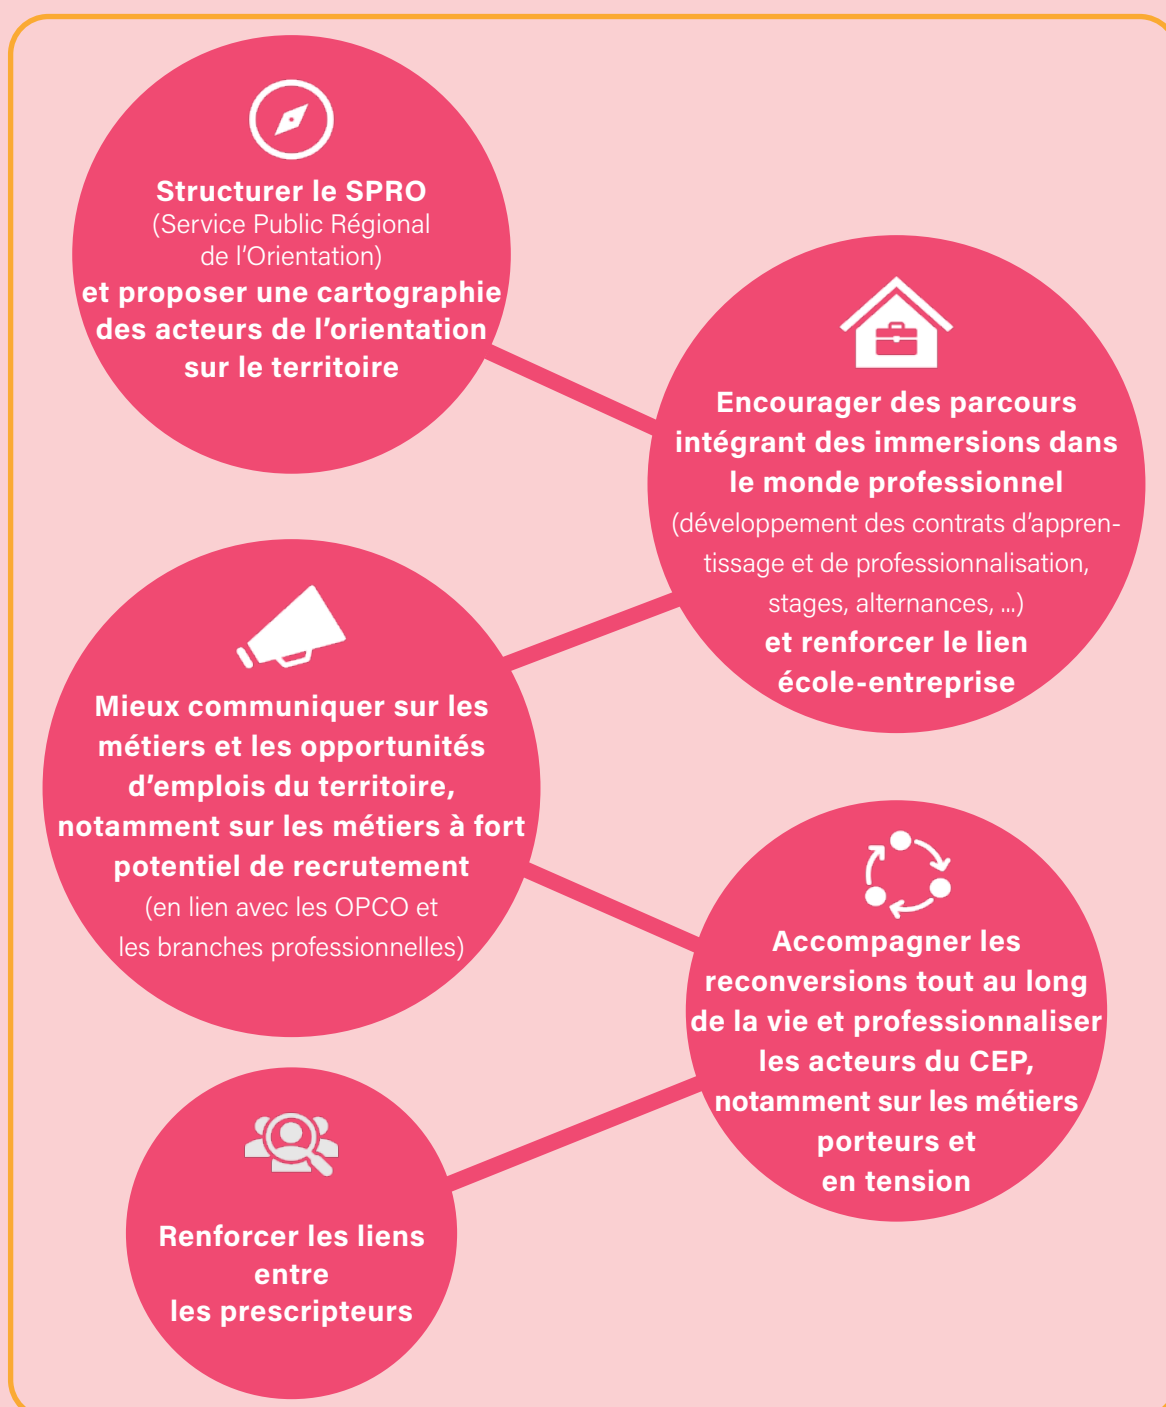 Structurer le SPRO
(Service Public Régional
de l'Orientation)
et proposer une cartographie
des acteurs de l'orientation
sur le territoire
Encourager des parcours
intégrant des immersions dans
le monde professionnel
(développement des contrats d'appren-
tissage et de professionnalisation,
stages, alternances, ...)
et renforcer le lien
école-entreprise
Mieux communiquer sur les
métiers et les opportunités
d'emplois du territoire,
notamment sur les métiers à fort
potentiel de recrutement
(en lien avec les OPCO et
les branches professionnelles)
Accompagner les
reconversions tout au long
de la vie et professionnaliser
les acteurs du CEP,
notamment sur les métiers
porteurs et
en tension
Renforcer les liens
entre
les prescripteurs